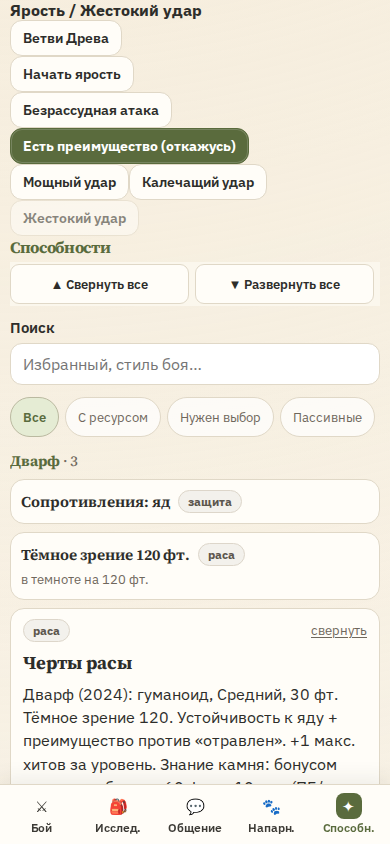 Ярость / Жестокий удар
Ветви Древа
Начать ярость
Безрассудная атака
Есть преимущество (откажусь)
Мощный удар Калечащий удар
Жестокий удар
Способности
▲ Свернуть все ▼ Развернуть все
Поиск
Избранный, стиль боя...
Все С ресурсом Нужен выбор Пассивные
Дварф · 3
Сопротивления: яд защита
Тёмное зрение 120 фт. раса
в темноте на 120 фт.
раса свернуть
Черты расы
Дварф (2024): гуманоид, Средний, 30 фт.
Тёмное зрение 120. Устойчивость к яду +
преимущество против «отравлен». +1 макс.
хитов за уровень. Знание камня: бонусом
Бой Исслед. Общение Напарн. Способн.